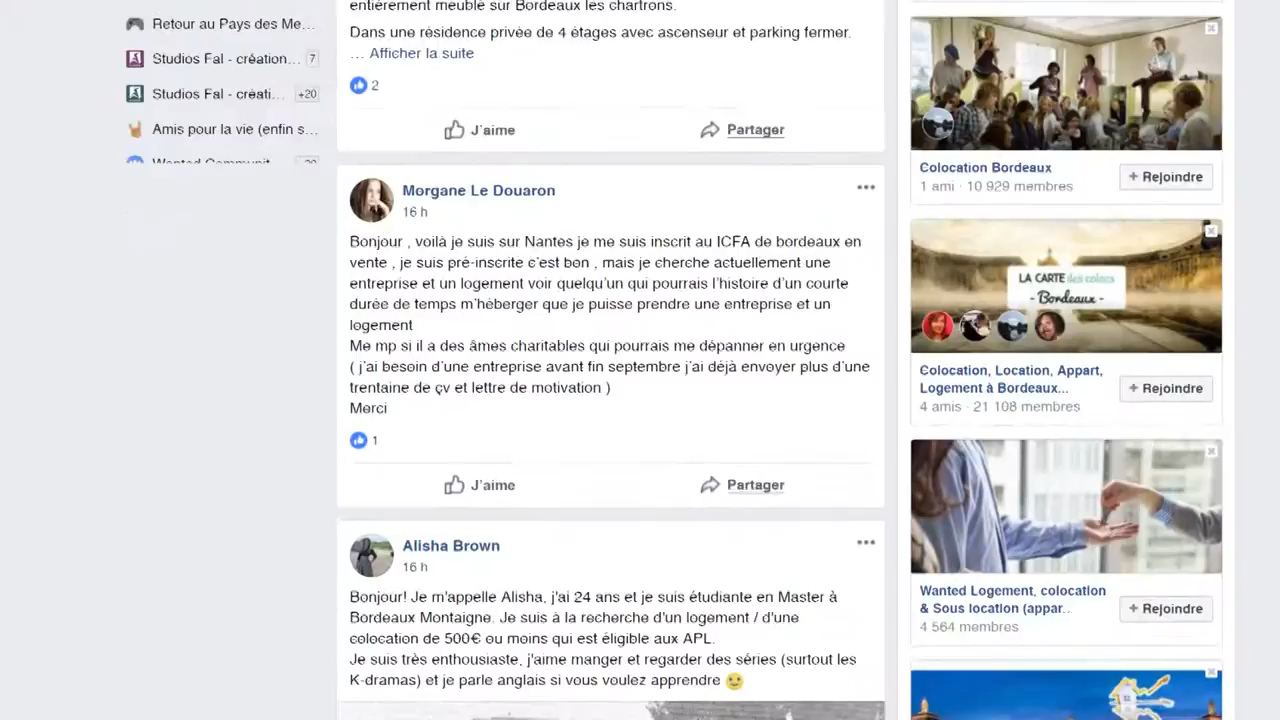 Retour au Pays des Me...
Studios Fal - création... 7
Studios Fal - créati... +20
Amis pour la vie (enfin s...
Wanted Communit...
entièrement meublé sur Bordeaux les chartrons.
Dans une résidence privée de 4 étages avec ascenseur et parking fermer.
... Afficher la suite
2
J'aime
Partager
Morgane Le Douaron
16 h
Bonjour , voilà je suis sur Nantes je me suis inscrit au ICFA de bordeaux en
vente , je suis pré-inscrite c'est bon , mais je cherche actuellement une
entreprise et un logement voir quelqu'un qui pourrais l'histoire d'un courte
durée de temps m'héberger que je puisse prendre une entreprise et un
logement
Me mp si il a des âmes charitables qui pourrais me dépanner en urgence
( j'ai besoin d'une entreprise avant fin septembre j'ai déjà envoyer plus d'une
trentaine de çv et lettre de motivation )
Merci
1
J'aime
Partager
Alisha Brown
16 h
Bonjour! Je m'appelle Alisha, j'ai 24 ans et je suis étudiante en Master à
Bordeaux Montaigne. Je suis à la recherche d'un logement / d'une
colocation de 500€ ou moins qui est éligible aux APL.
Je suis très enthousiaste, j'aime manger et regarder des séries (surtout les
K-dramas) et je parle anglais si vous voulez apprendre
Colocation Bordeaux
1 ami · 10 929 membres
+ Rejoindre
LA CARTE des colocs
- Bordeaux -
Colocation, Location, Appart,
Logement à Bordeaux...
4 amis · 21 108 membres
+ Rejoindre
Wanted Logement, colocation
& Sous location (appar..
4 564 membres
+ Rejoindre